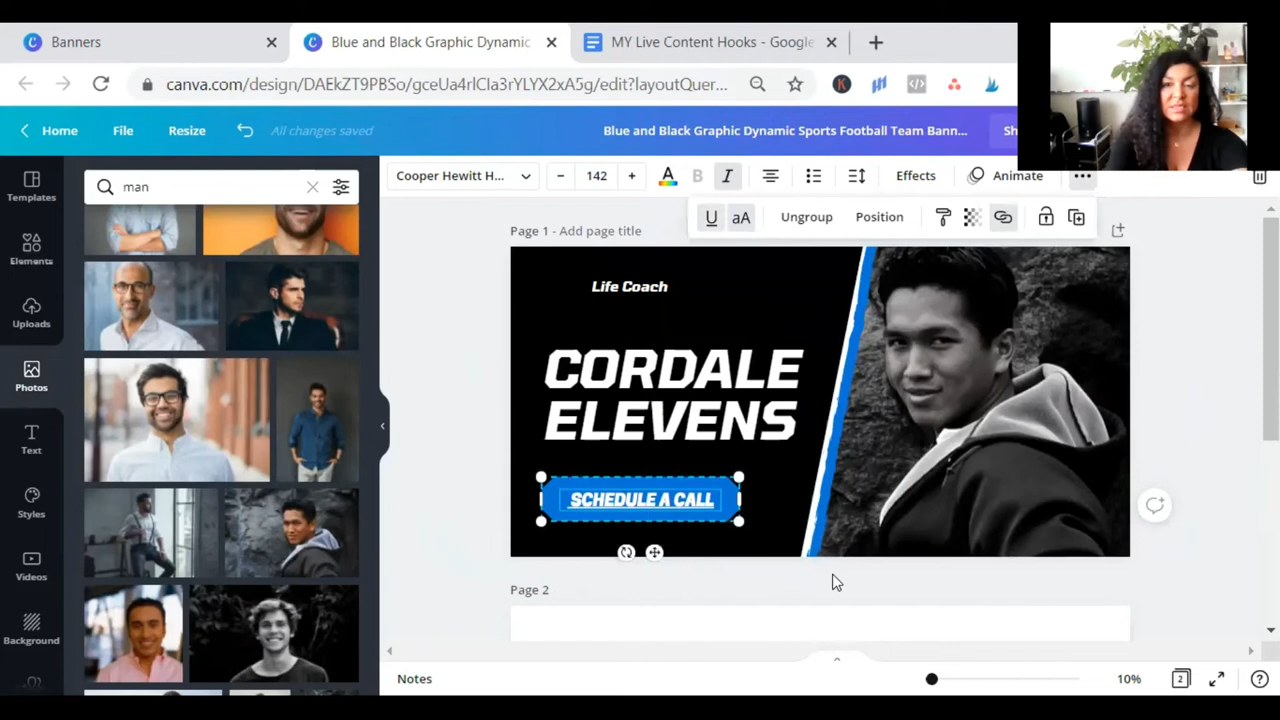 Banners
Blue and Black Graphic Dynamic
MY Live Content Hooks - Google
canva.com/design/DAEkZT9PBSo/gceUa4rlCIa3rYLYX2xA5g/edit?layoutQuer...
Home
File
Resize
All changes saved
Blue and Black Graphic Dynamic Sports Football Team Bann...
Sh
Templates
Elements
Uploads
Photos
Text
Styles
Videos
Background
man
Cooper Hewitt H...
142
A
B
I
Effects
Animate
U
aA
Ungroup
Position
Page 1 - Add page title
Life Coach
CORDALE
ELEVENS
SCHEDULE A CALL
Page 2
Notes
10%
2